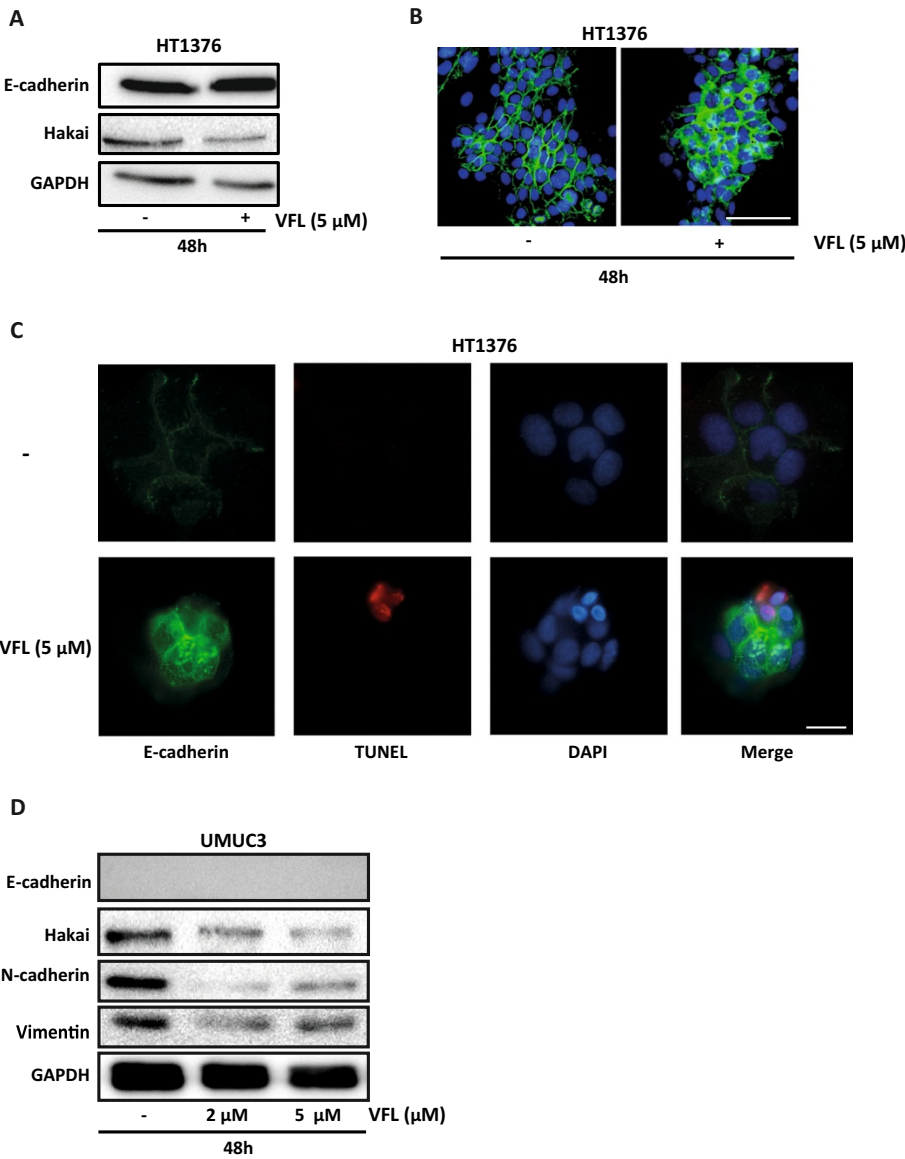 A
HT1376
E-cadherin
Hakai
GAPDH
- + VFL (5 µM)
48h
B
HT1376
- + VFL (5 µM)
48h
C
HT1376
-
VFL (5 µM)
E-cadherin TUNEL DAPI Merge
D
UMUC3
E-cadherin
Hakai
N-cadherin
Vimentin
GAPDH
- 2 µM 5 µM VFL (µM)
48h